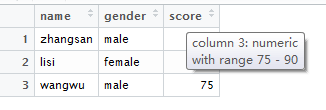 name gender score
1 zhangsan male
2 lisi female
3 wangwu male 75
column 3: numeric
with range 75 - 90